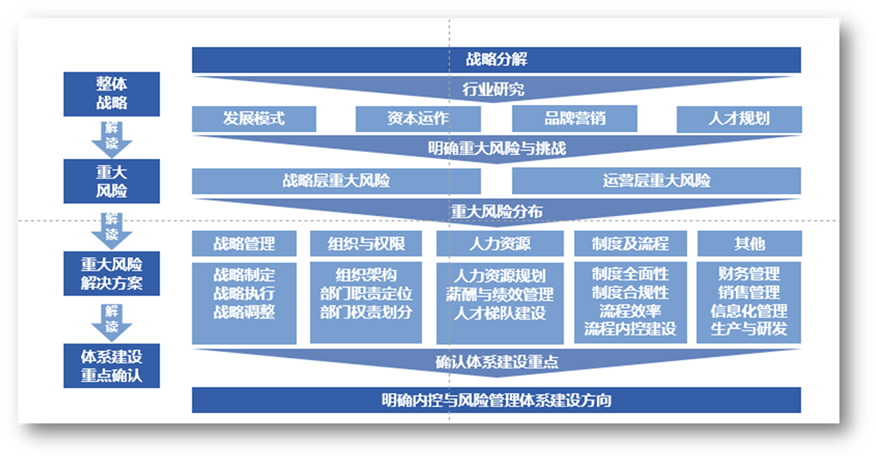 战略分解
整体
战略
行业研究
发展模式
资本运作
品牌营销
人才规划
解
读
明确重大风险与挑战
重大
风险
战略层重大风险
运营层重大风险
重大风险分布
解
读
战略管理
组织与权限
人力资源
制度及流程
其他
重大风险
解决方案
战略制定
战略执行
战略调整
组织架构
部门职责定位
部门权责划分
人力资源规划
薪酬与绩效管理
人才梯队建设
制度全面性
制度合规性
流程效率
流程内控建设
财务管理
销售管理
信息化管理
生产与研发
解
读
体系建设
重点确认
确认体系建设重点
明确内控与风险管理体系建设方向